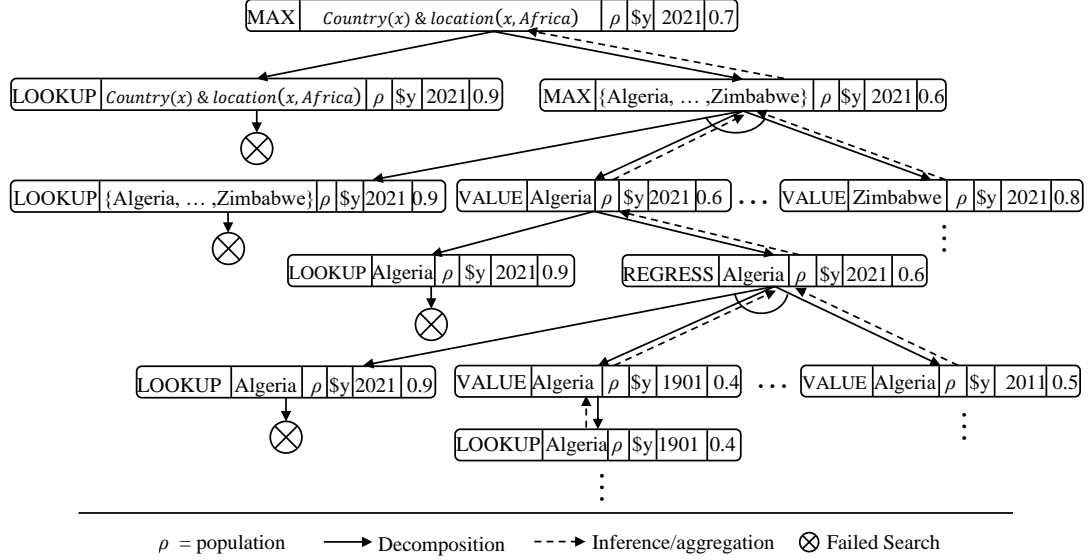 MAX Country(x) & location(x, Africa) ρ $y 2021 0.7
LOOKUP Country(x) & location(x, Africa) ρ $y 2021 0.9
MAX {Algeria, … ,Zimbabwe} ρ $y 2021 0.6
LOOKUP {Algeria, … ,Zimbabwe} ρ $y 2021 0.9
VALUE Algeria ρ $y 2021 0.6 … VALUE Zimbabwe ρ $y 2021 0.8
LOOKUP Algeria ρ $y 2021 0.9
REGRESS Algeria ρ $y 2021 0.6
LOOKUP Algeria ρ $y 2021 0.9
VALUE Algeria ρ $y 1901 0.4 … VALUE Algeria ρ $y 2011 0.5
LOOKUP Algeria ρ $y 1901 0.4
ρ = population Decomposition Inference/aggregation Failed Search